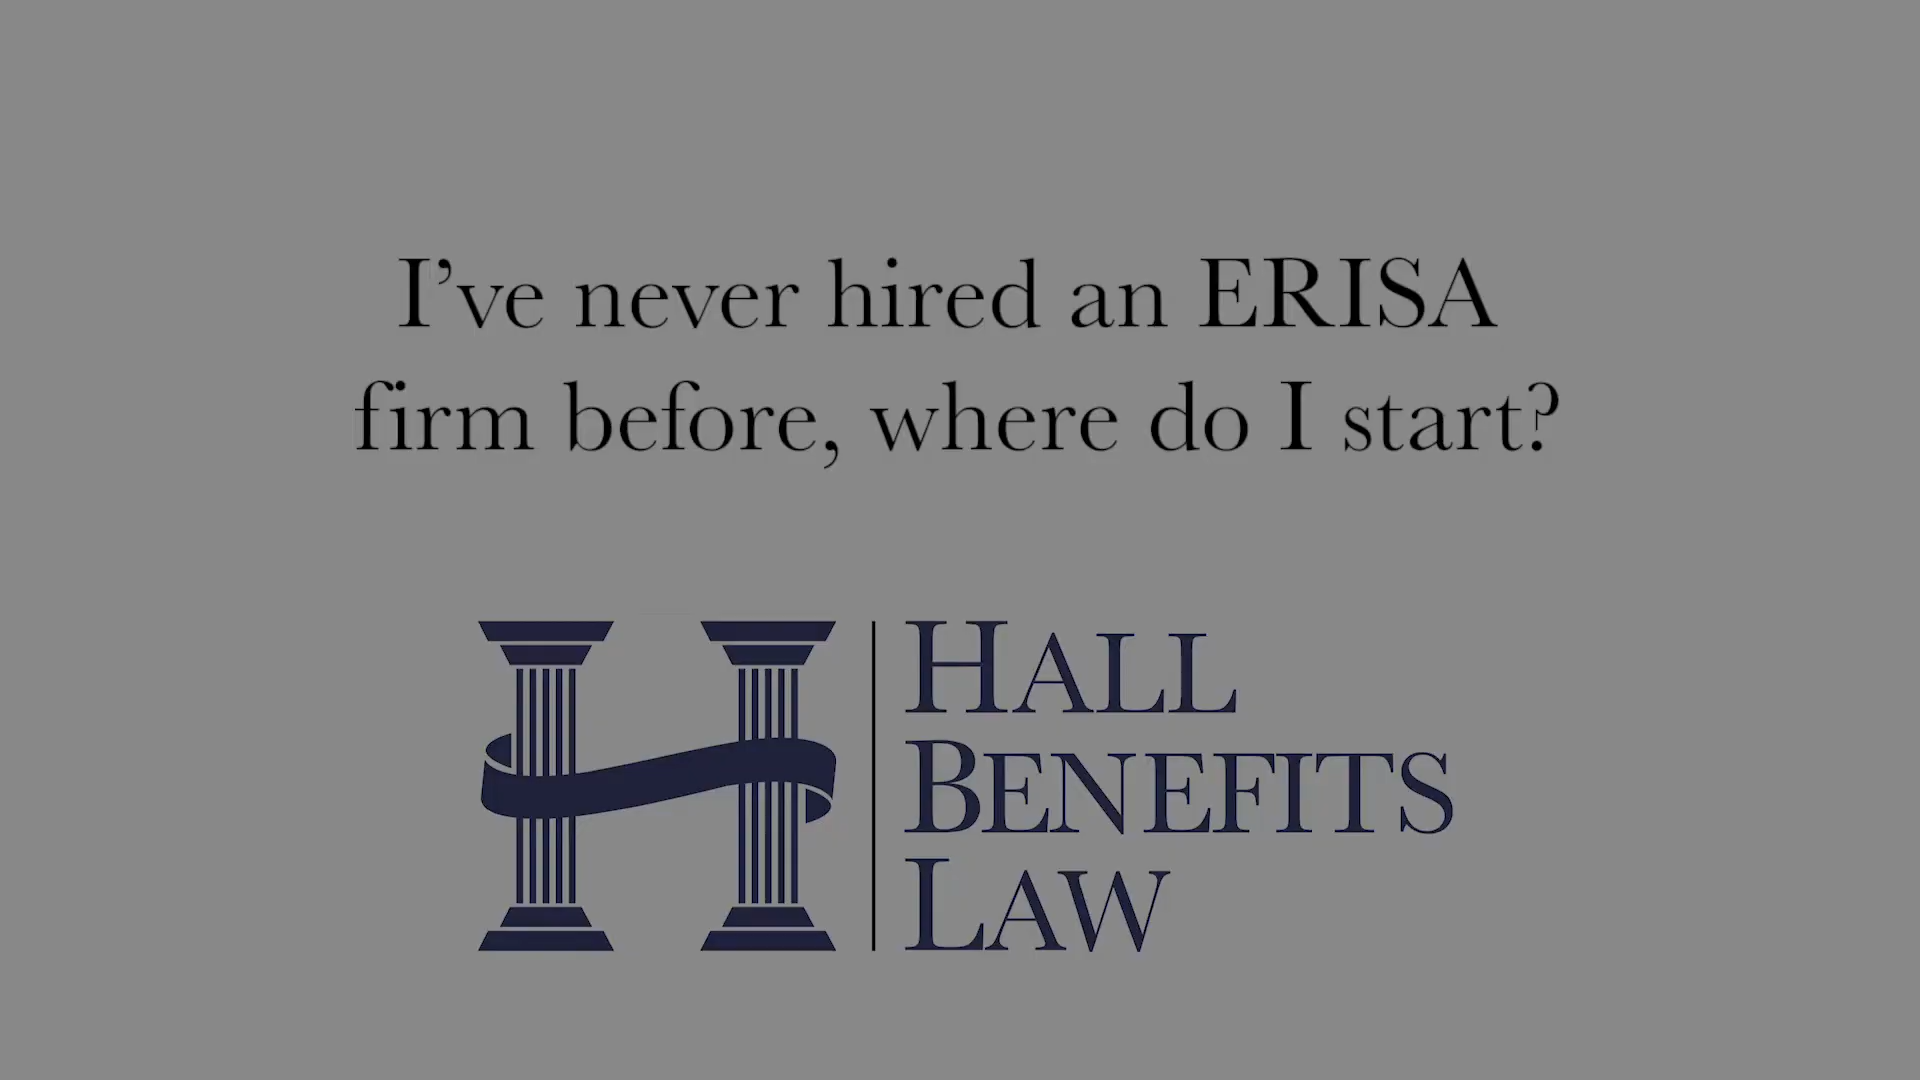 I’ve never hired an ERISA
firm before, where do I start?
HALL
BENEFITS
LAW